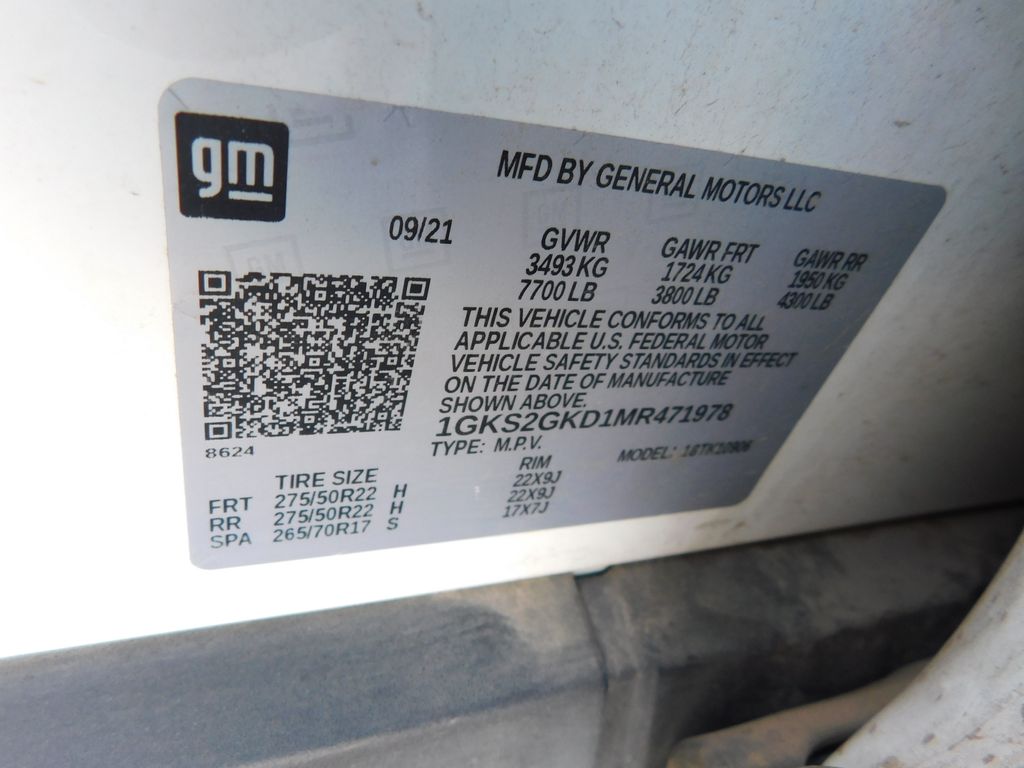 gm
MFD BY GENERAL MOTORS LLC
09/21
GVWR GAWR FRT GAWR RR
3493 KG 1724 KG 1950 KG
7700 LB 3800 LB 4300 LB
THIS VEHICLE CONFORMS TO ALL
APPLICABLE U.S. FEDERAL MOTOR
VEHICLE SAFETY STANDARDS IN EFFECT
ON THE DATE OF MANUFACTURE
SHOWN ABOVE.
1GKS2GKD1MR471978
8624
TYPE: M.P.V. MODEL:
TIRE SIZE RIM
FRT 275/50R22 H 22X9J
RR 275/50R22 H 22X9J
SPA 265/70R17 S 17X7J